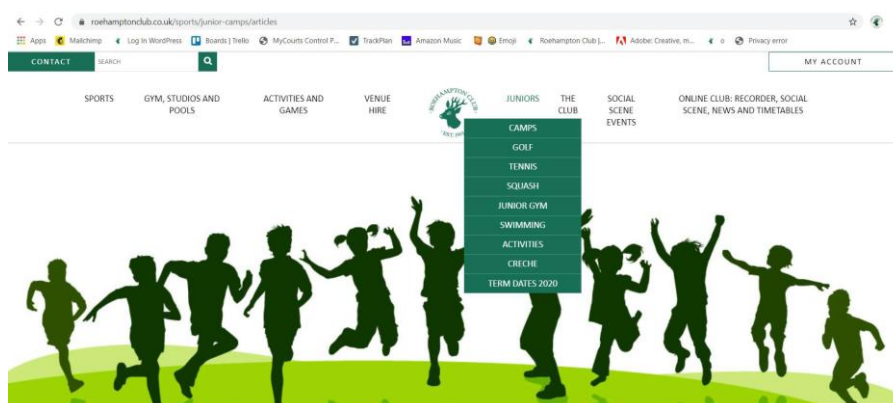 roehamptonclub.co.uk/sports/junior-camps/articles
Apps Mailchimp Log In WordPress Boards | Trello MyCourts Control P... TrackPlan Amazon Music Emoji Roehampton Club |... Adobe: Creative, m... o Privacy error
CONTACT SEARCH MY ACCOUNT
SPORTS GYM, STUDIOS AND ACTIVITIES AND VENUE JUNIORS THE SOCIAL ONLINE CLUB: RECORDER, SOCIAL
POOLS GAMES HIRE CLUB SCENE SCENE, NEWS AND TIMETABLES
EVENTS
ROEHAMPTON CLUB
CAMPS
GOLF
TENNIS
SQUASH
JUNIOR GYM
SWIMMING
ACTIVITIES
CRECHE
TERM DATES 2020